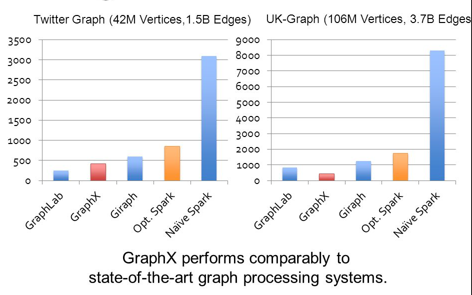 Twitter Graph (42M Vertices,1.5B Edges)
3500
3000
2500
2000
1500
1000
500
0
GraphLab
GraphX
Giraph
Opt. Spark
Naïve Spark
UK-Graph (106M Vertices, 3.7B Edges)
9000
8000
7000
6000
5000
4000
3000
2000
1000
0
GraphLab
GraphX
Giraph
Opt. Spark
Naïve Spark
GraphX performs comparably to
state-of-the-art graph processing systems.